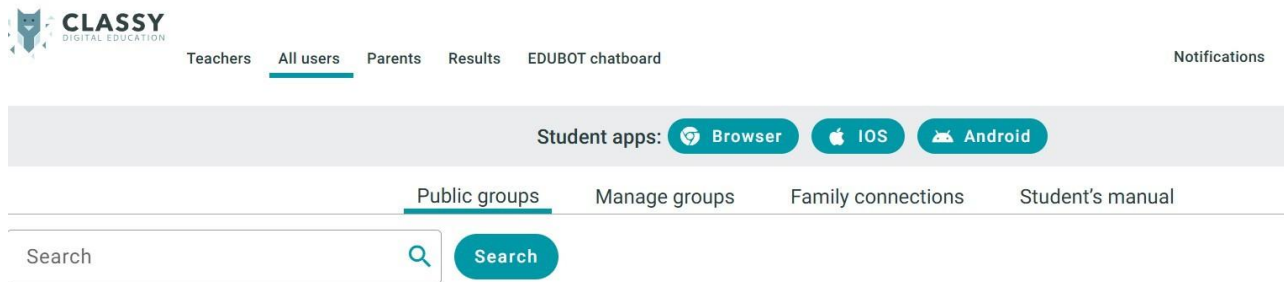 CLASSY
DIGITAL EDUCATION
Teachers All users Parents Results EDUBOT chatboard Notifications
Student apps: Browser IOS Android
Public groups Manage groups Family connections Student's manual
Search Search